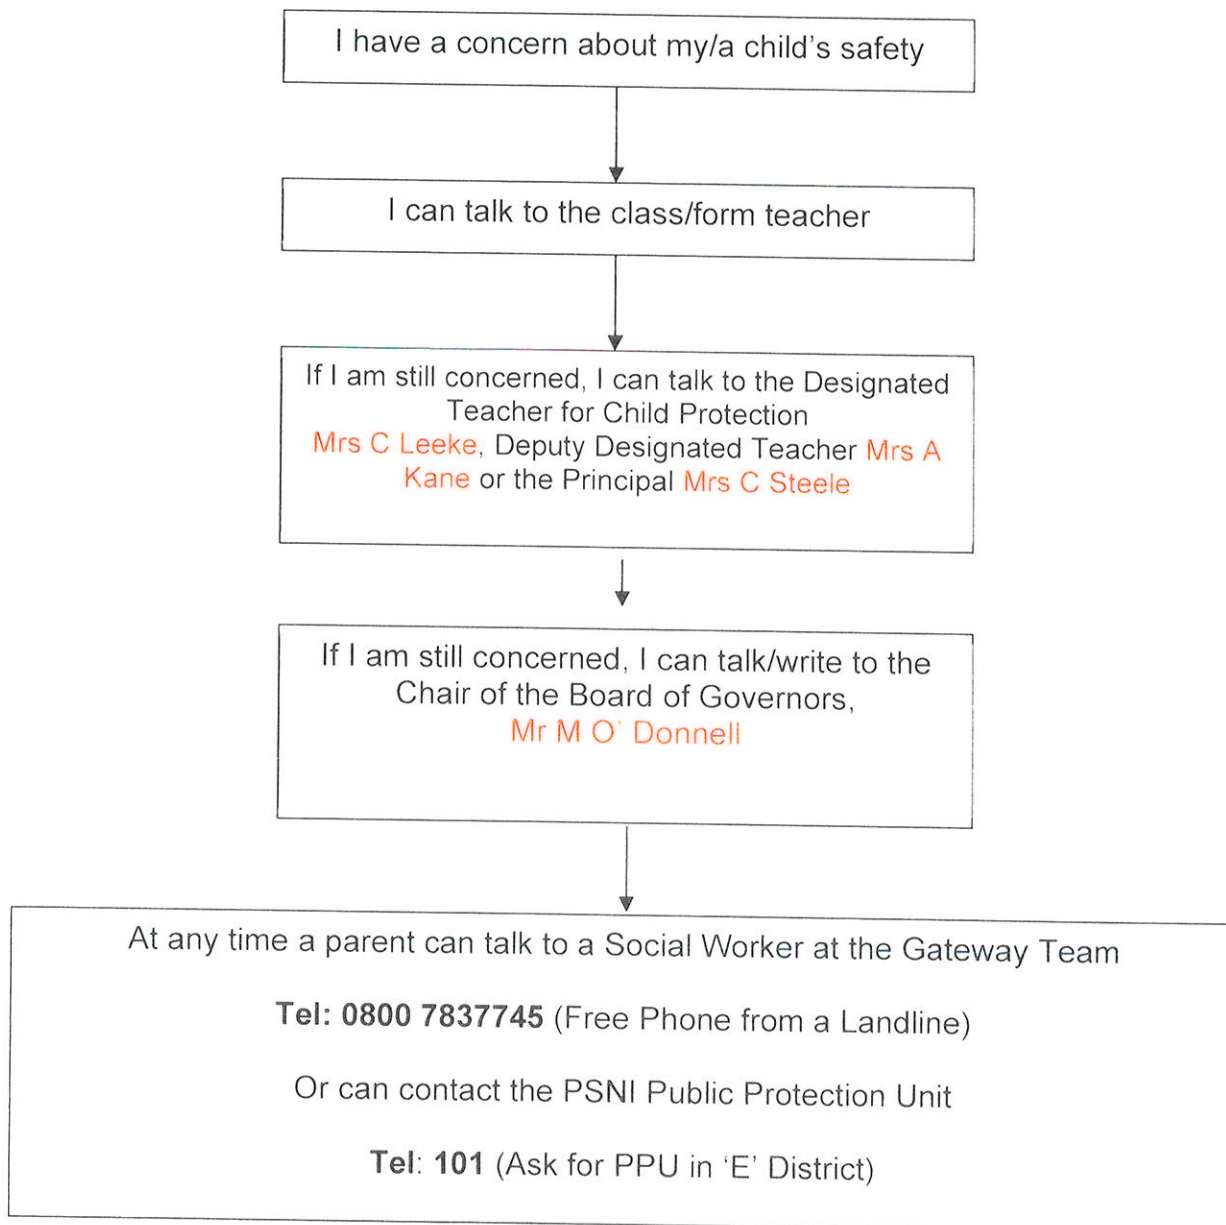 I have a concern about my/a child's safety
I can talk to the class/form teacher
If I am still concerned, I can talk to the Designated
Teacher for Child Protection
Mrs C Leeke, Deputy Designated Teacher Mrs A
Kane or the Principal Mrs C Steele
If I am still concerned, I can talk/write to the
Chair of the Board of Governors,
Mr M O' Donnell
At any time a parent can talk to a Social Worker at the Gateway Team
Tel: 0800 7837745 (Free Phone from a Landline)
Or can contact the PSNI Public Protection Unit
Tel: 101 (Ask for PPU in 'E' District)